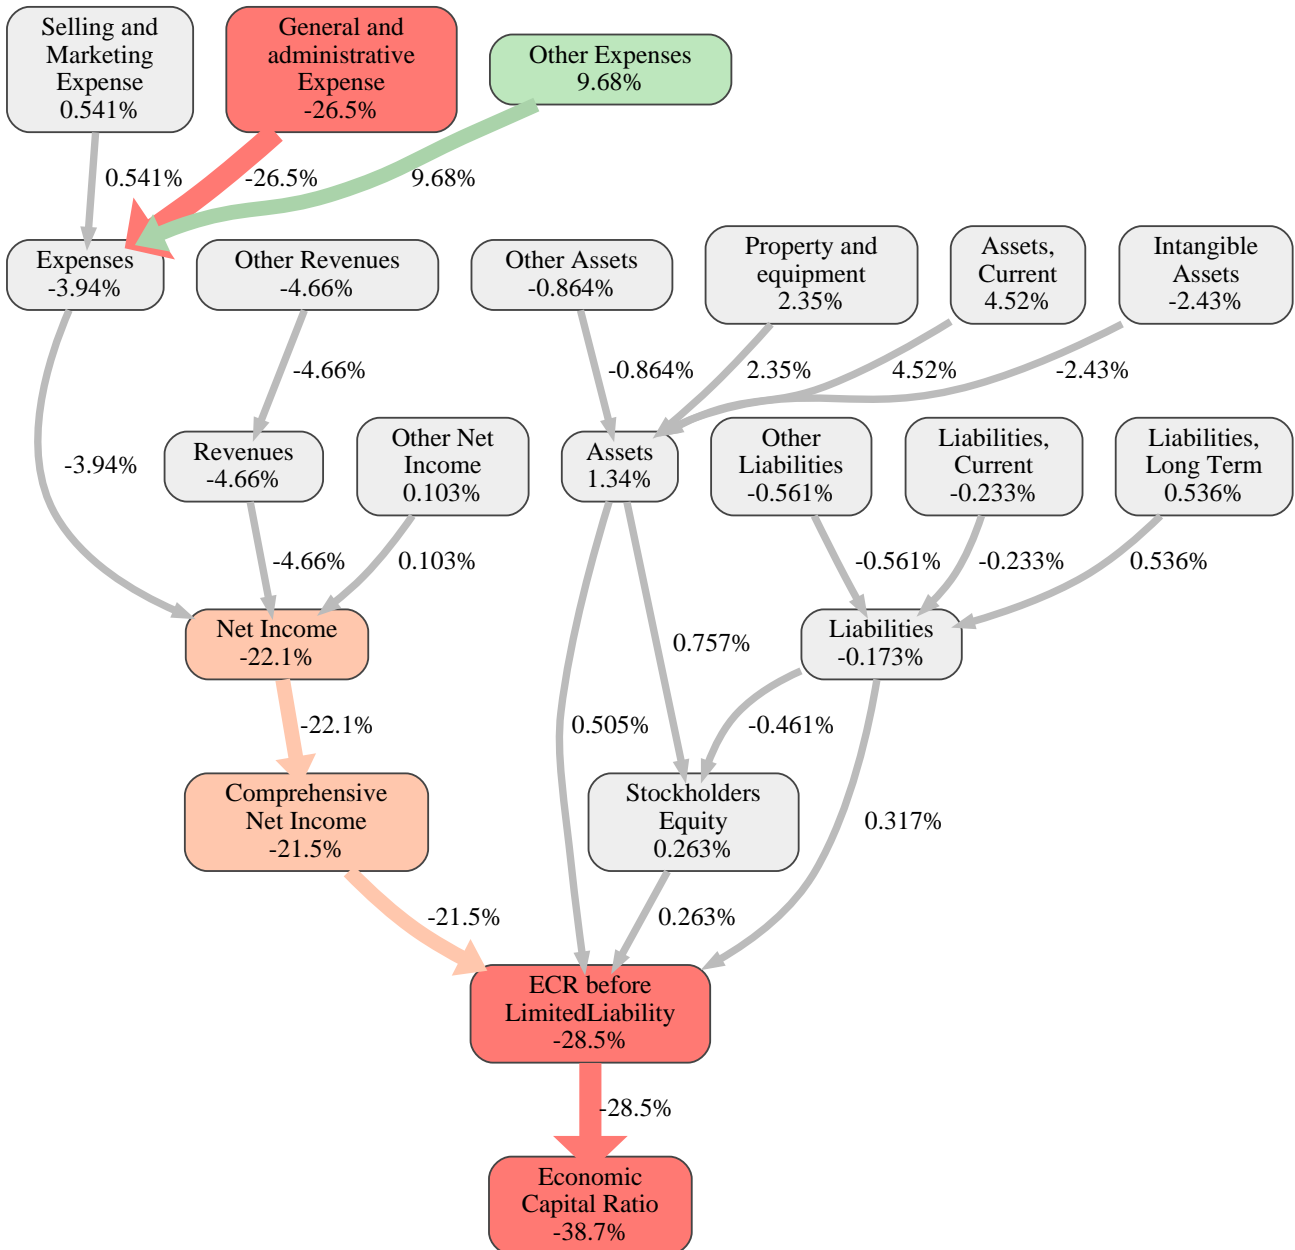 Selling and
Marketing
Expense
0.541%
General and
administrative
Expense
-26.5%
Other Expenses
9.68%
0.541%
-26.5%
9.68%
Expenses
-3.94%
Other Revenues
-4.66%
Other Assets
-0.864%
Property and
equipment
2.35%
Assets,
Current
4.52%
Intangible
Assets
-2.43%
-4.66%
-0.864%
2.35%
4.52%
-2.43%
-3.94%
Revenues
-4.66%
Other Net
Income
0.103%
Assets
1.34%
Other
Liabilities
-0.561%
Liabilities,
Current
-0.233%
Liabilities,
Long Term
0.536%
-4.66%
0.103%
-0.561%
-0.233%
0.536%
Net Income
-22.1%
0.757%
Liabilities
-0.173%
-22.1%
0.505%
-0.461%
Comprehensive
Net Income
-21.5%
Stockholders
Equity
0.263%
0.317%
-21.5%
0.263%
ECR before
LimitedLiability
-28.5%
-28.5%
Economic
Capital Ratio
-38.7%